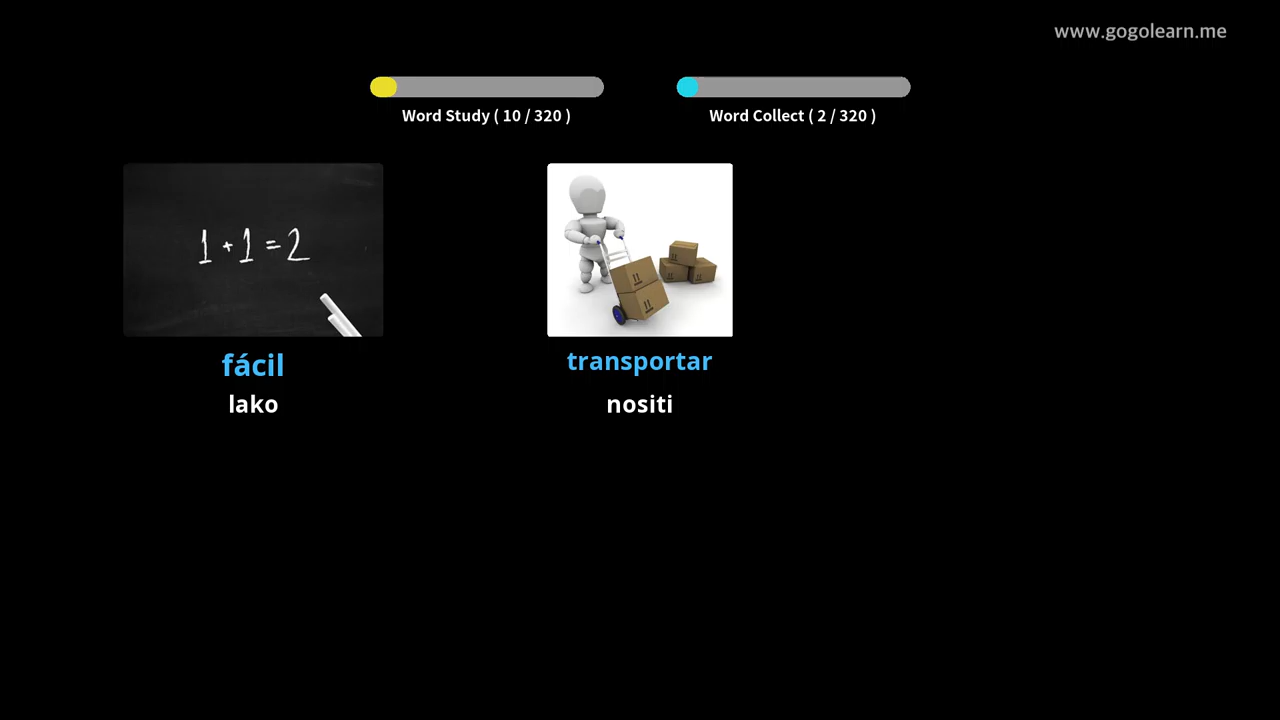 www.gogolearn.me
Word Study ( 10 / 320 )
Word Collect ( 2 / 320 )
1 + 1 = 2
fácil
lako
transportar
nositi